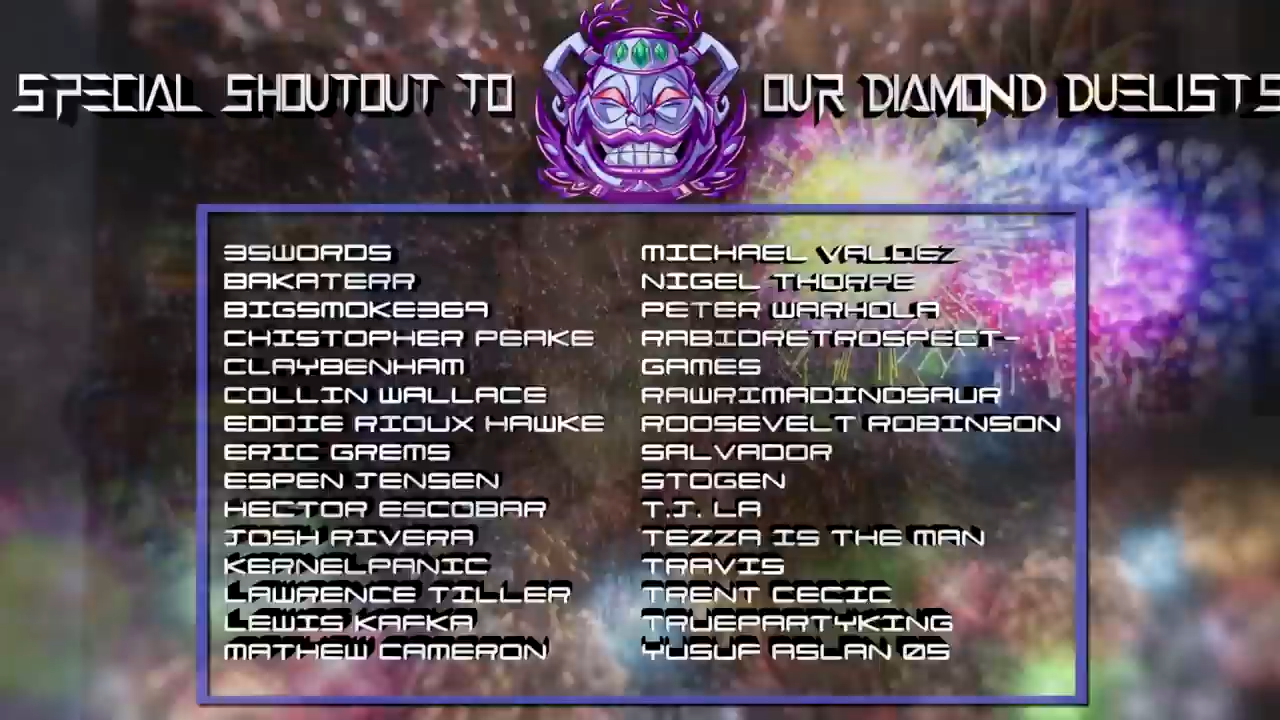 SPECIAL SHOUTOUT TO OUR DIAMOND DUELISTS
3SWORDS
BAKATERR
BIGSMOKE369
CHISTOPHER PEAKE
CLAYBENHAM
COLLIN WALLACE
EDDIE RIOUX HAWKE
ERIC GREMS
ESPEN JENSEN
HECTOR ESCOBAR
JOSH RIVERA
KERNELPANIC
LAWRENCE TILLER
LEWIS KAFKA
MATHEW CAMERON
MICHAEL VALDEZ
NIGEL THORPE
PETER WARHOLA
RABIDRETROSPECT-
GAMES
RAWRIMADINOSAUR
ROOSEVELT ROBINSON
SALVADOR
STOGEN
T.J. LA
TEZZA IS THE MAN
TRAVIS
TRENT CECIC
TRUEPARTYKING
YUSUF ASLAN 05